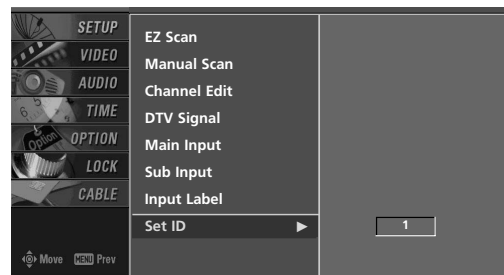 SETUP
VIDEO
AUDIO
TIME
OPTION
LOCK
CABLE
Move MENU Prev
EZ Scan
Manual Scan
Channel Edit
DTV Signal
Main Input
Sub Input
Input Label
Set ID ▶
1